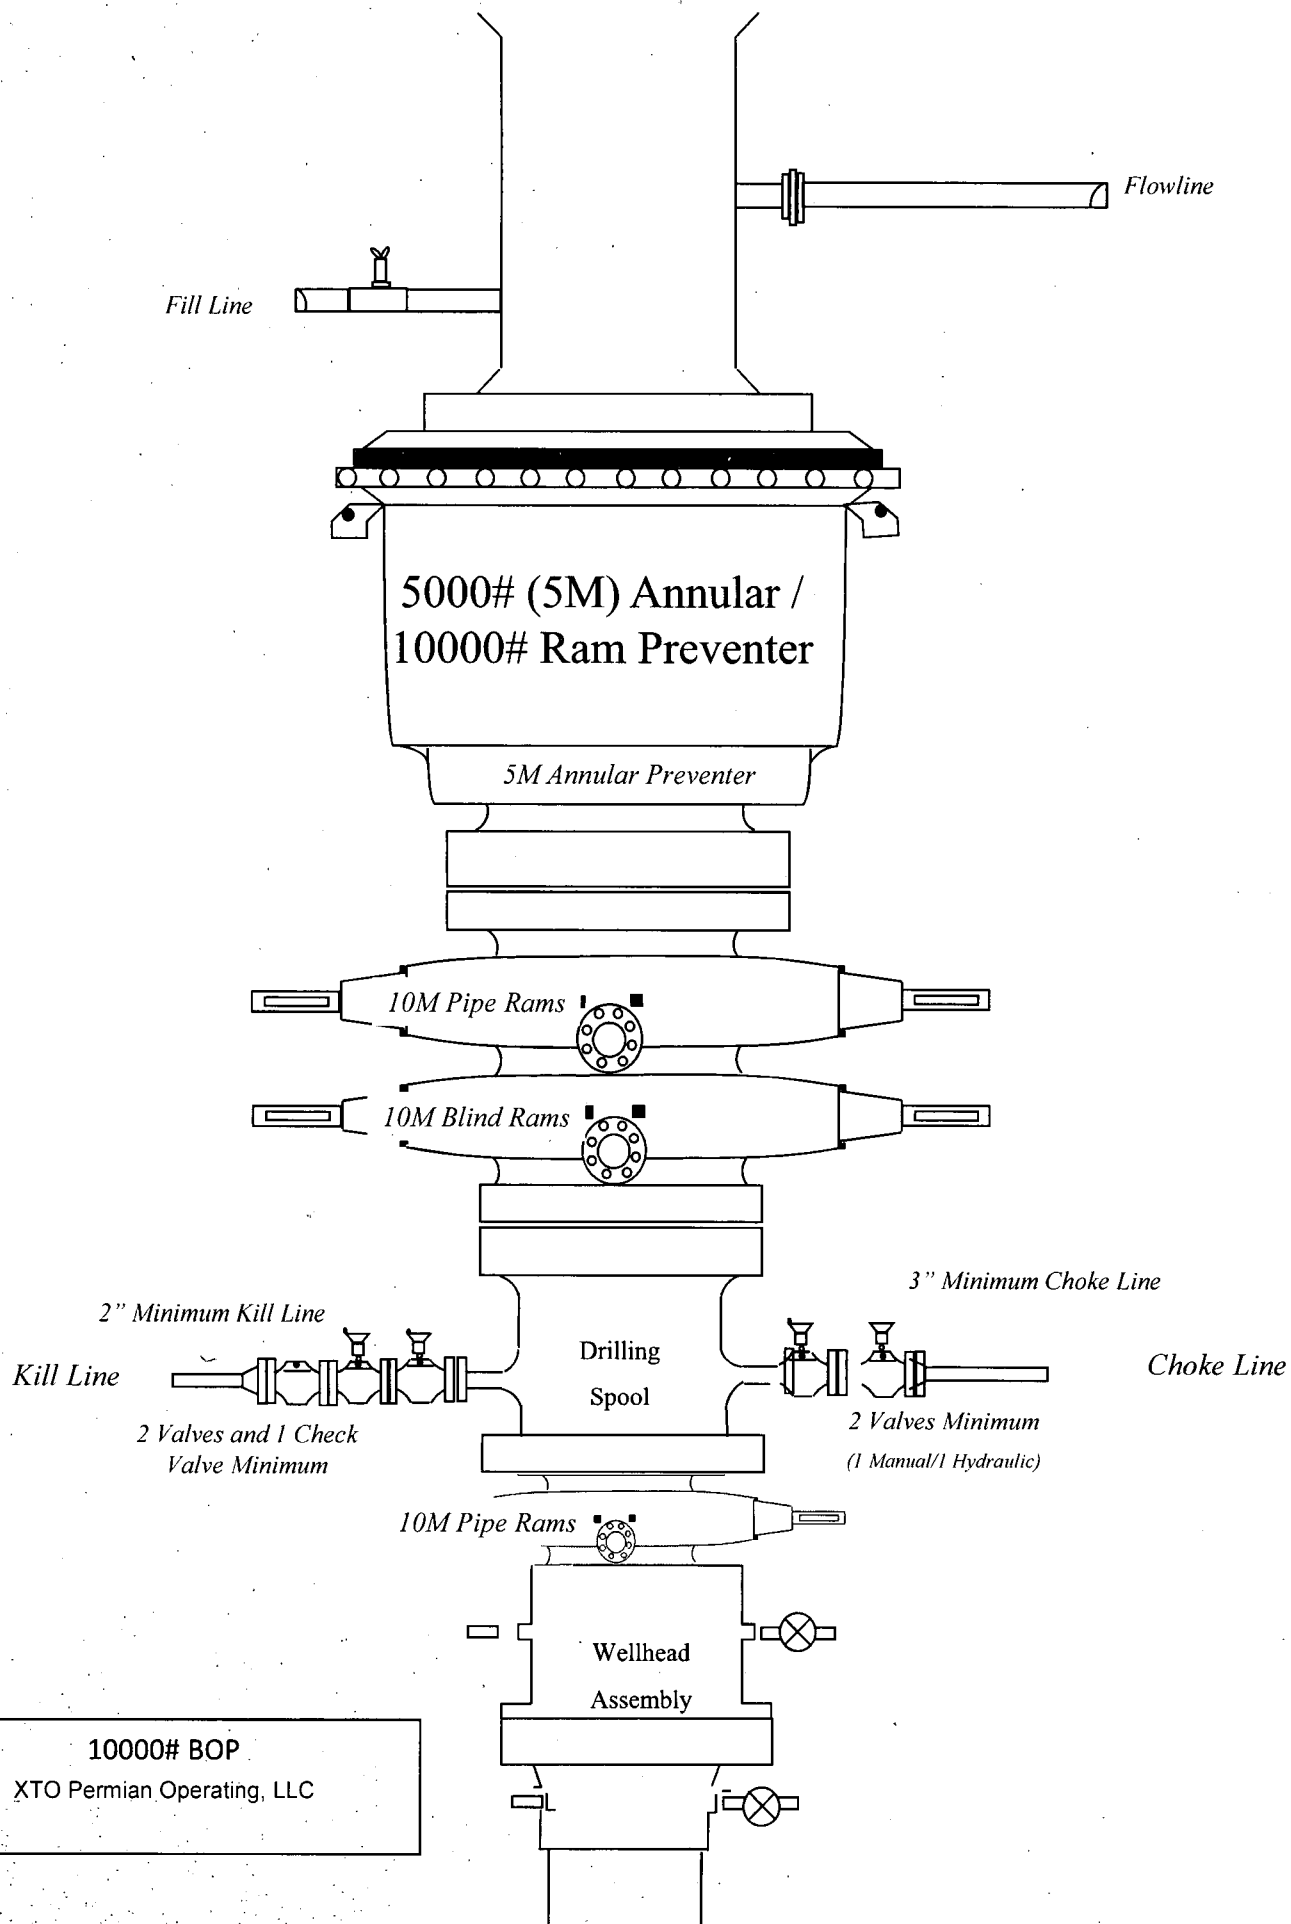 Flowline
Fill Line
5000# (5M) Annular /
10000# Ram Preventer
5M Annular Preventer
10M Pipe Rams
10M Blind Rams
3" Minimum Choke Line
2" Minimum Kill Line
Drilling
Spool
Kill Line
Choke Line
2 Valves and 1 Check
Valve Minimum
2 Valves Minimum
(1 Manual/1 Hydraulic)
10M Pipe Rams
Wellhead
Assembly
10000# BOP
XTO Permian Operating, LLC